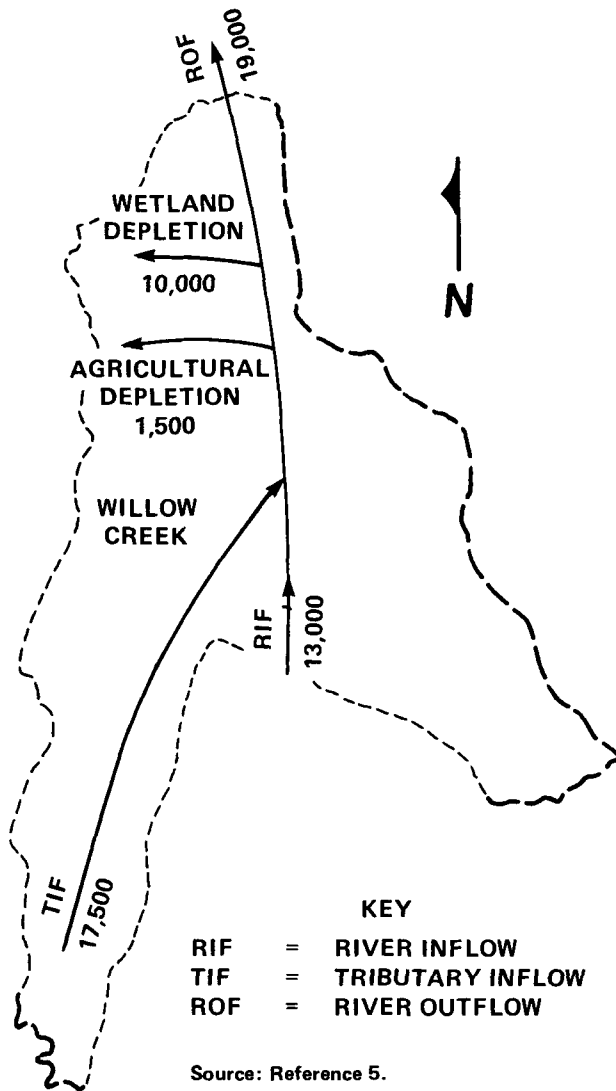 ROF
19,000
WETLAND
DEPLETION
10,000
N
AGRICULTURAL
DEPLETION
1,500
WILLOW
CREEK
RIF
13,000
TIF
17,500
KEY
RIF = RIVER INFLOW
TIF = TRIBUTARY INFLOW
ROF = RIVER OUTFLOW
Source: Reference 5.